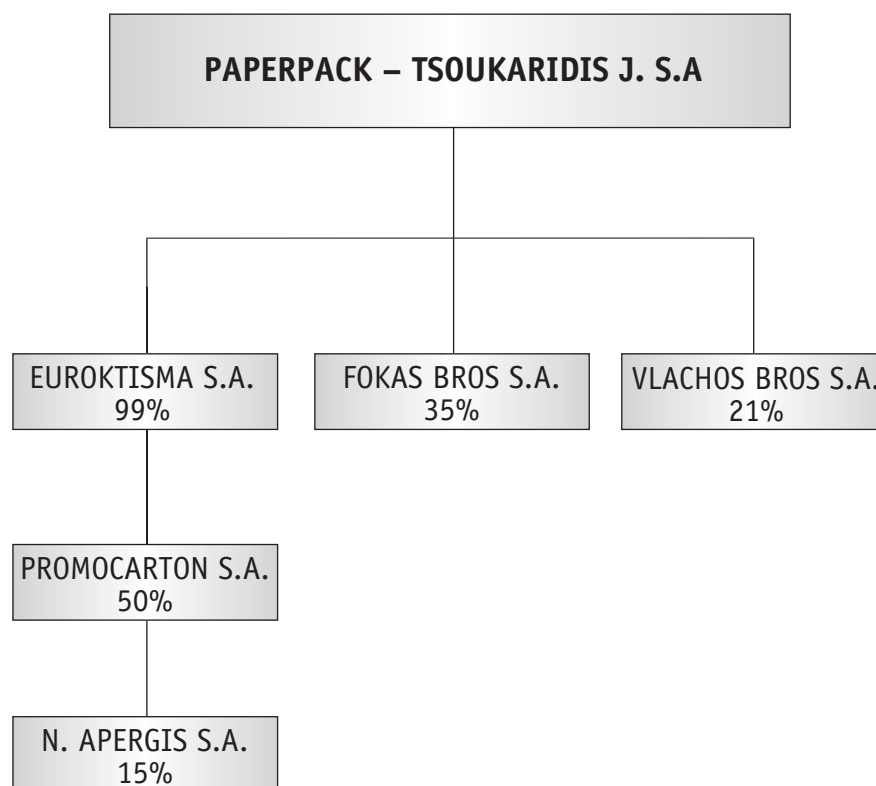 PAPERPACK – TSOUKARIDIS J. S.A
EUROKTISMA S.A.
99%
FOKAS BROS S.A.
35%
VLACHOS BROS S.A.
21%
PROMOCARTON S.A.
50%
N. APERGIS S.A.
15%